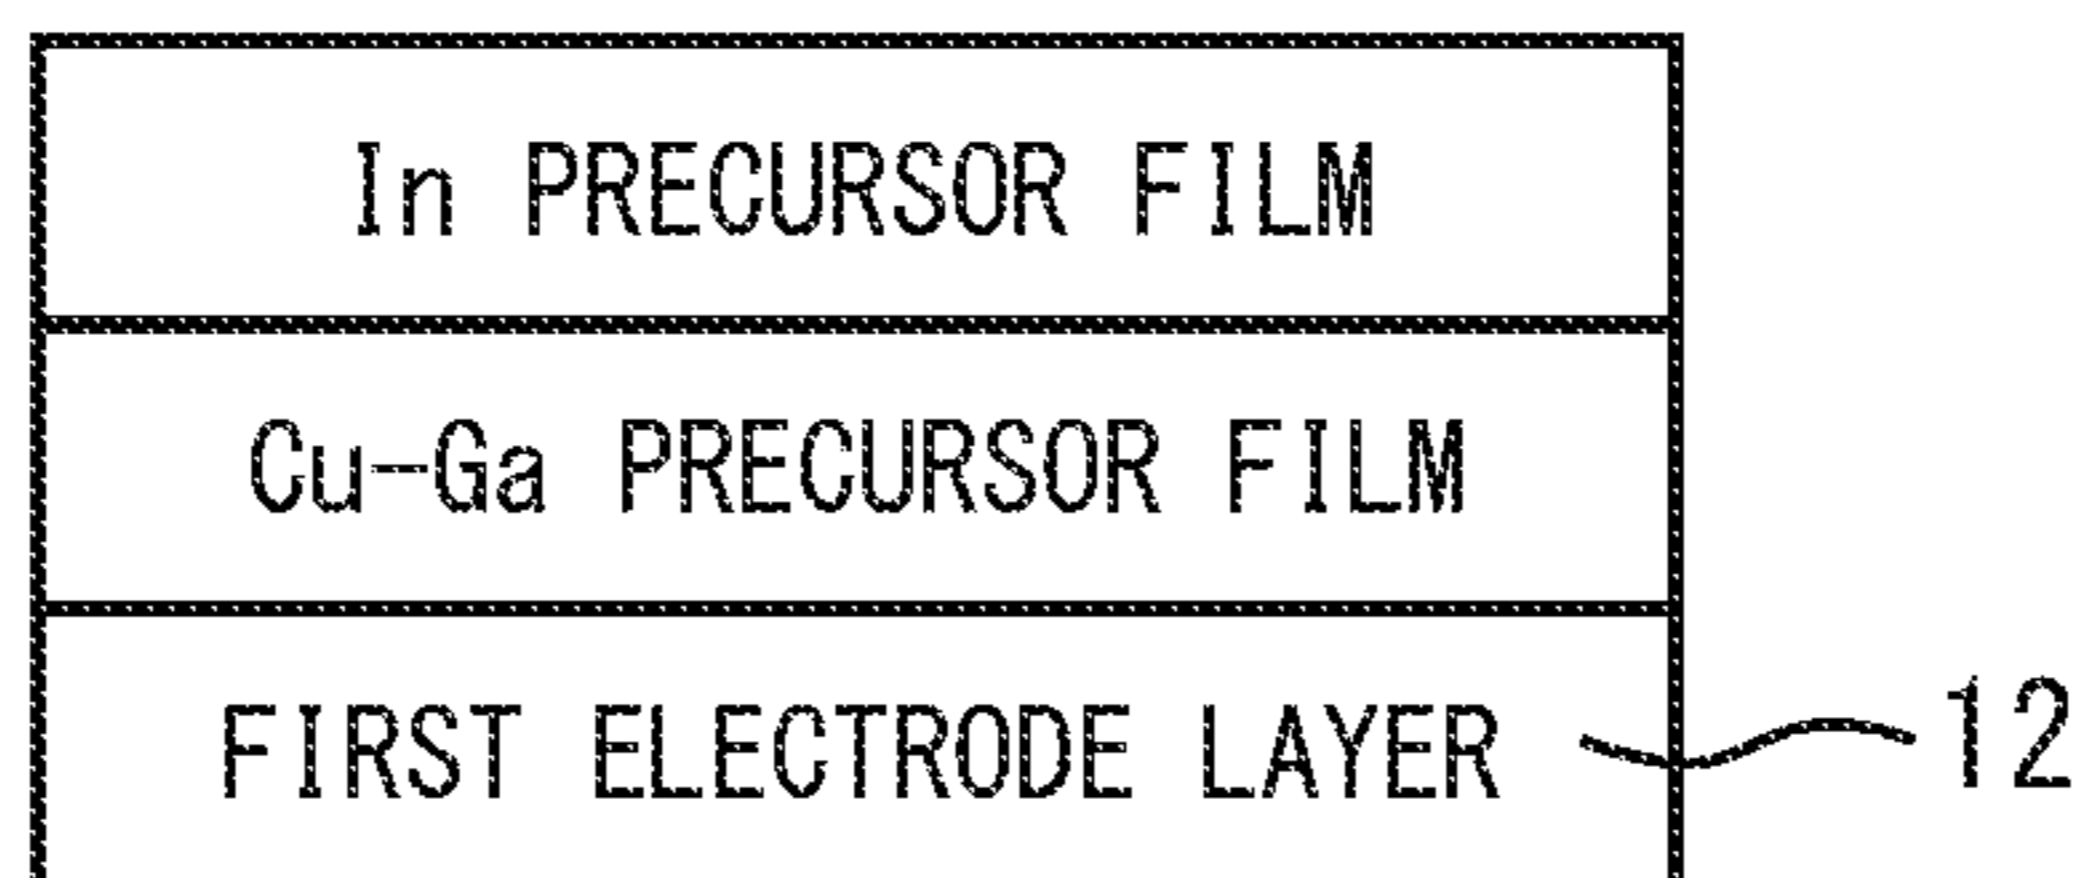 In PRECURSOR FILM
Cu-Ga PRECURSOR FILM
FIRST ELECTRODE LAYER 12